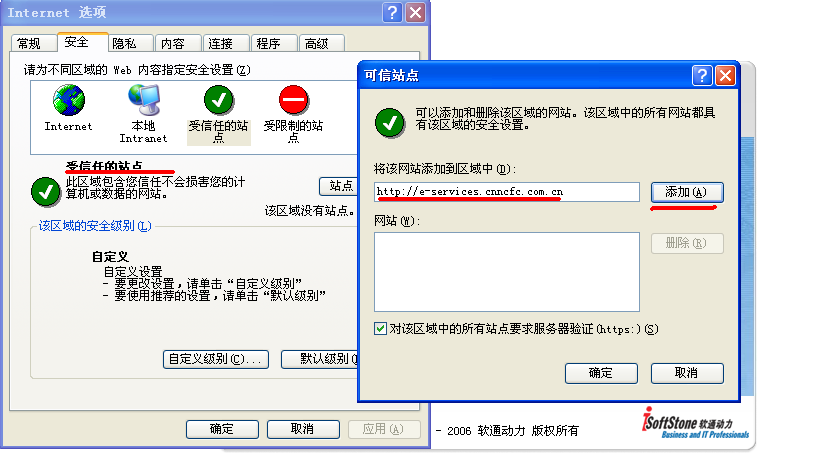 Internet 选项
常规 安全 隐私 内容 连接 程序 高级
请为不同区域的 Web 内容指定安全设置(Z)
Internet
本地
Intranet
受信任的站
点
受限制的站
点
受信任的站点
此区域包含您信任不会损害您的计
算机或数据的网站。
站点
该区域没有站点。
该区域的安全级别(L)
自定义
自定义设置
- 要更改设置，请单击“自定义级别”
- 要使用推荐的设置，请单击“默认级别”
自定义级别(C)...
默认级别(
确定
取消
应用(A)
可信站点
可以添加和删除该区域的网站。该区域中的所有网站都具
有该区域的安全设置。
将该网站添加到区域中(D):
http://e-services.cnncfc.com.cn
添加(A)
网站(W):
删除(R)
对该区域中的所有站点要求服务器验证(https:)(S)
确定
取消
- 2006 软通动力 版权所有
iSoftStone 软通动力
Business and IT Professionals